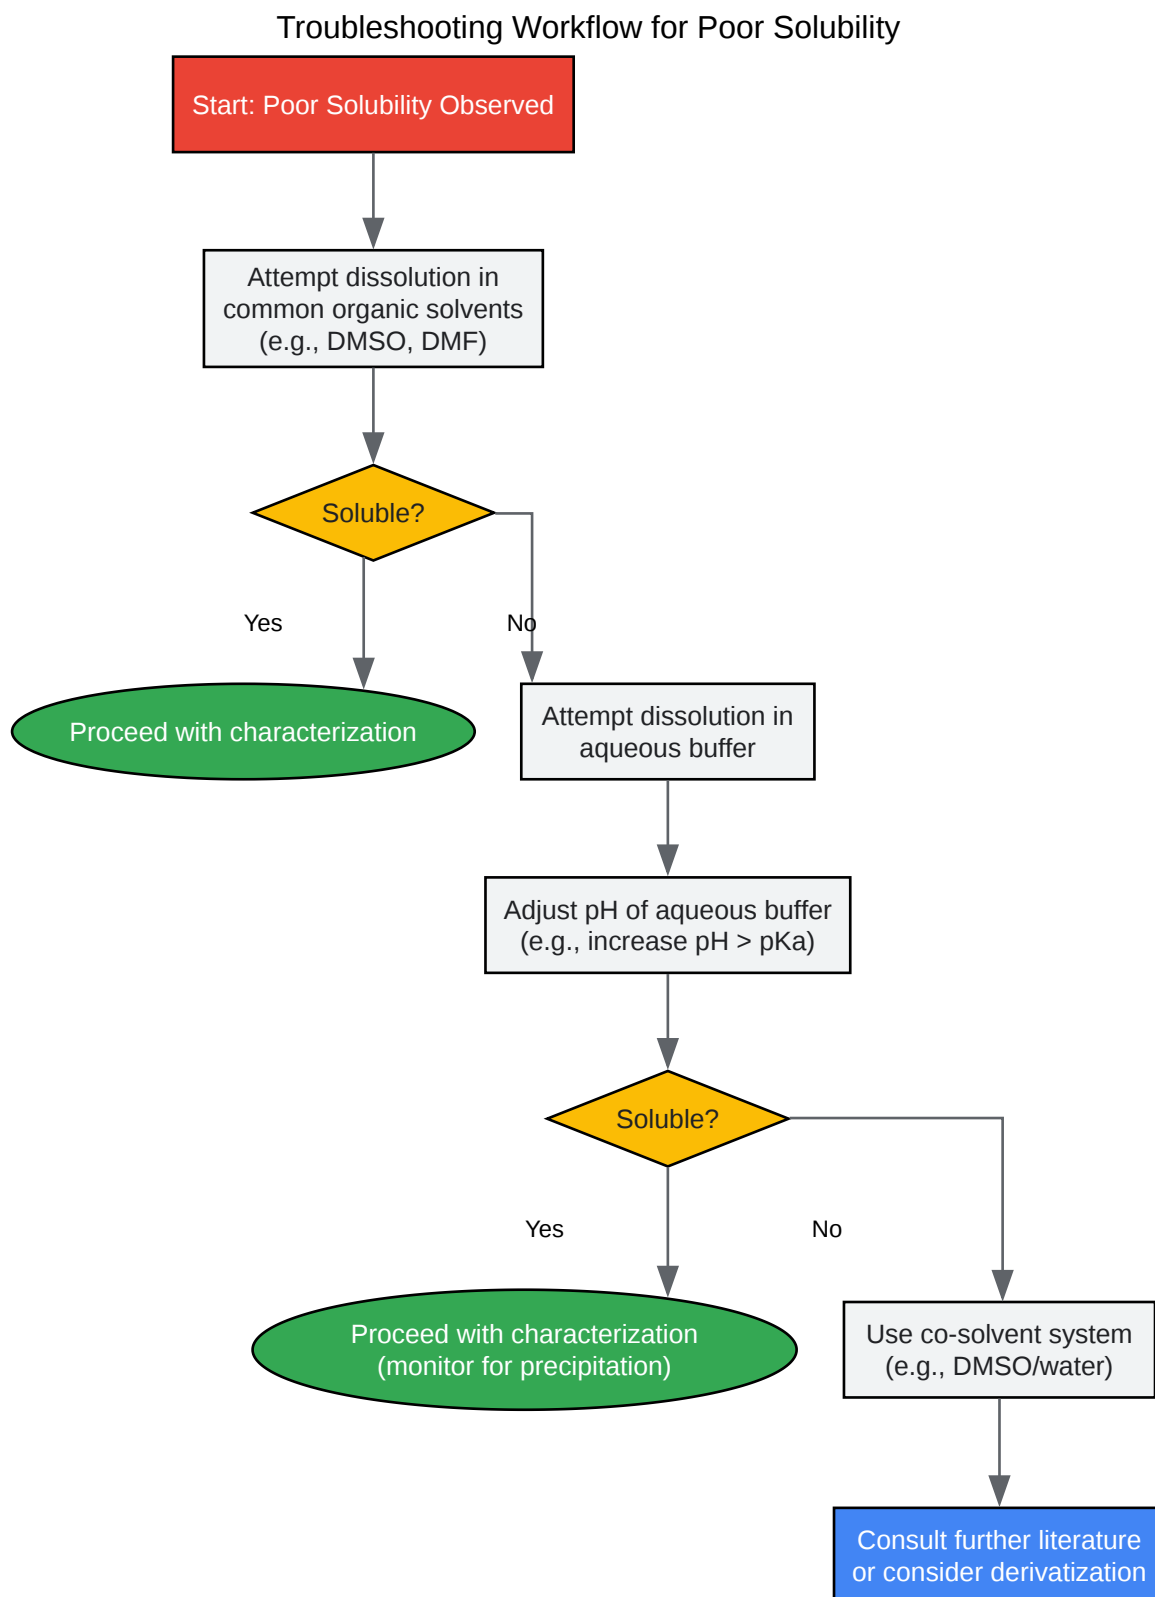 Troubleshooting Workflow for Poor Solubility
Start: Poor Solubility Observed
Attempt dissolution in
common organic solvents
(e.g., DMSO, DMF)
Soluble?
Yes
No
Proceed with characterization
Attempt dissolution in
aqueous buffer
Adjust pH of aqueous buffer
(e.g., increase pH > pKa)
Soluble?
Yes
No
Proceed with characterization
(monitor for precipitation)
Use co-solvent system
(e.g., DMSO/water)
Consult further literature
or consider derivatization